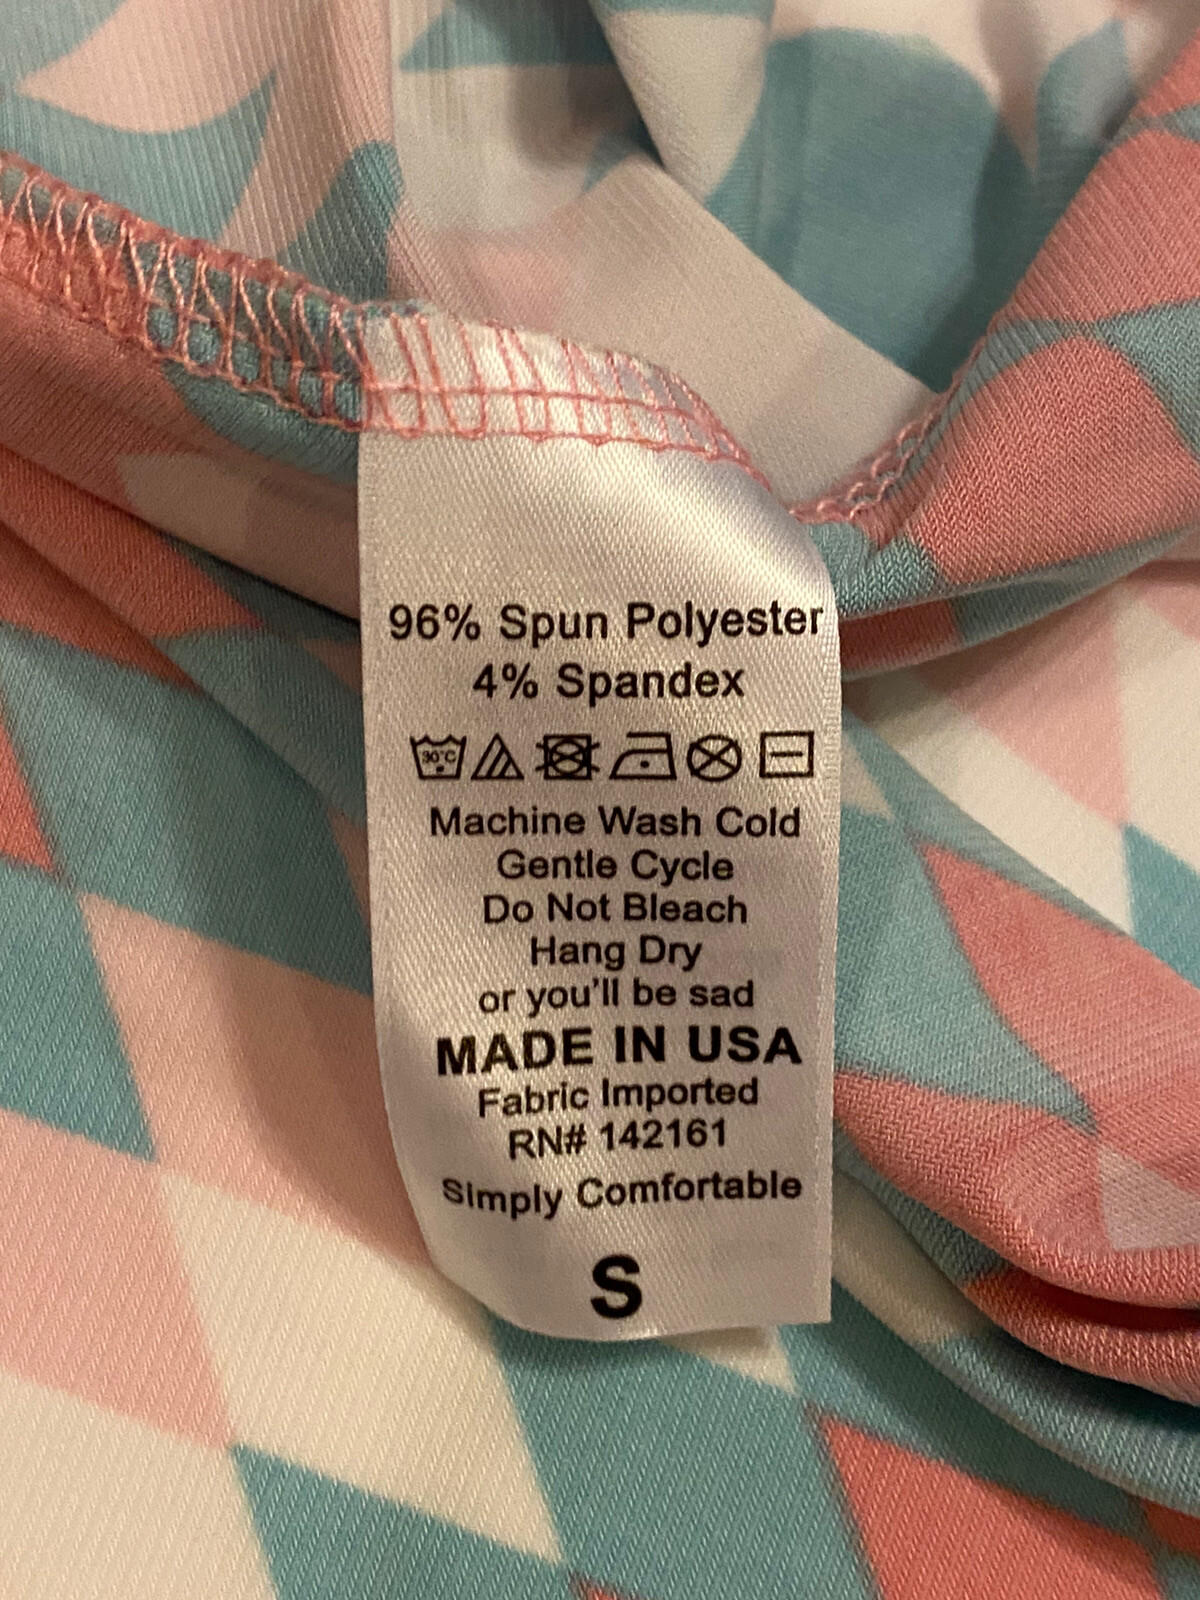 96% Spun Polyester
4% Spandex
30°C
Machine Wash Cold
Gentle Cycle
Do Not Bleach
Hang Dry
or you'll be sad
MADE IN USA
Fabric Imported
RN# 142161
Simply Comfortable
S